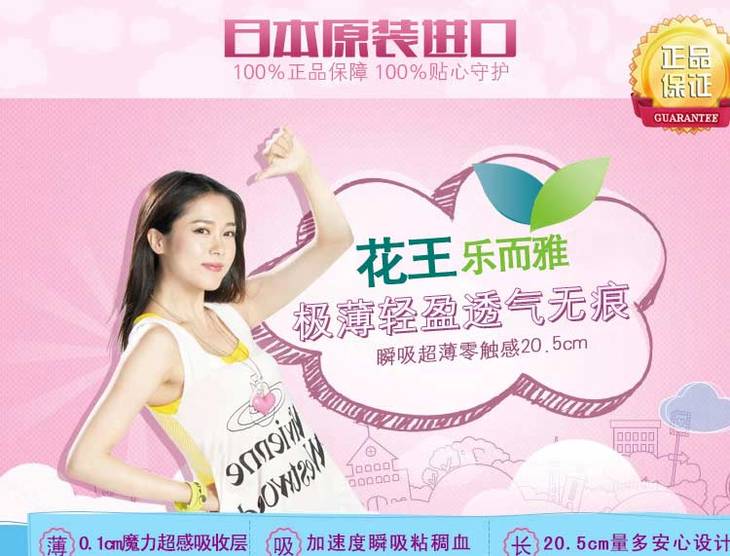 日本原装进口
100%正品保障 100%贴心守护
正品
保证
GUARANTEE
花王 乐而雅
极薄轻盈透气无痕
瞬吸超薄零触感20.5cm
Vivienne
Westwood
薄 0.1cm魔力超感吸收层
吸 加速度瞬吸粘稠血
长 20.5cm量多安心设计